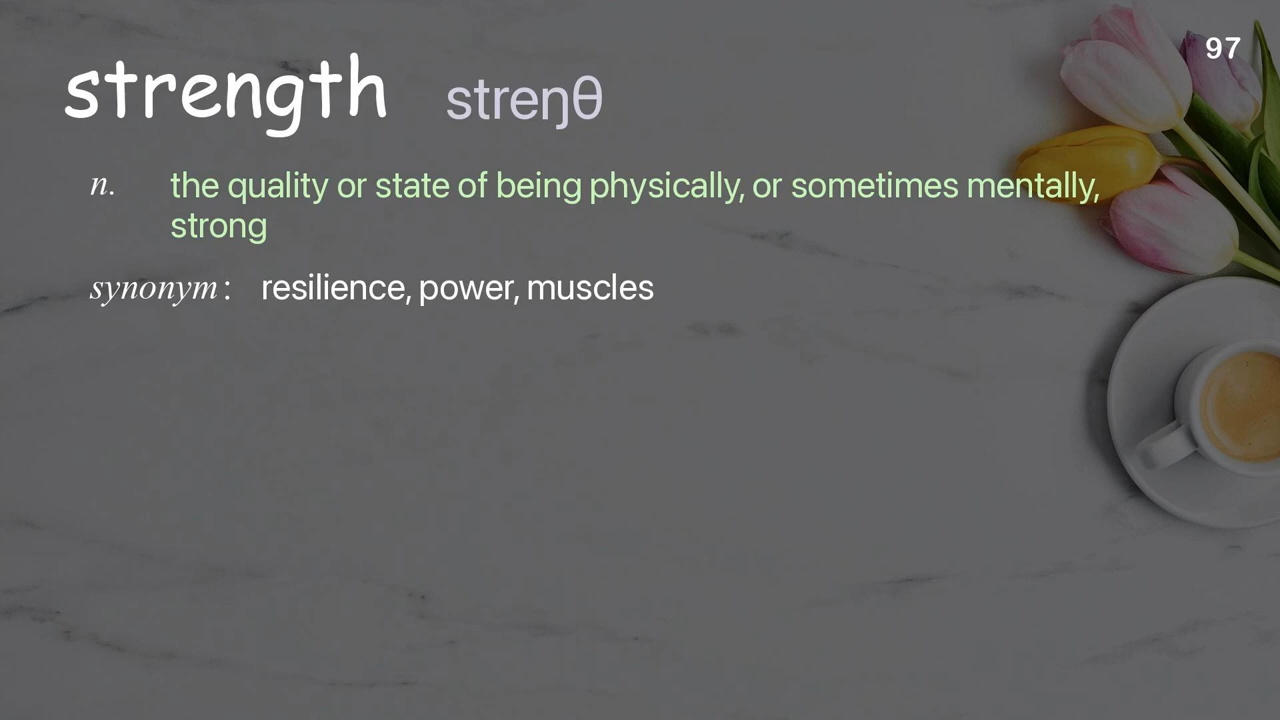 97
strength streŋθ
n. the quality or state of being physically, or sometimes mentally,
strong
synonym: resilience, power, muscles